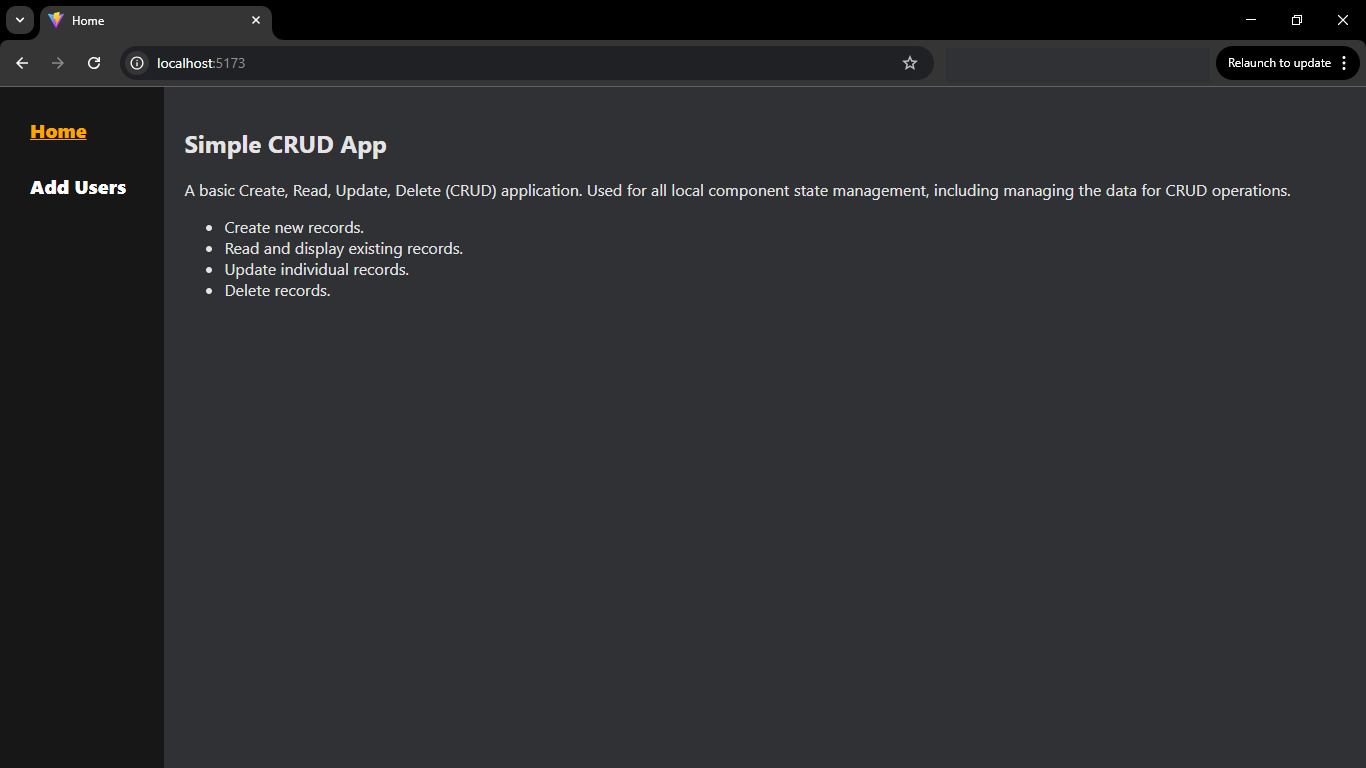 Home
localhost:5173
Relaunch to update
Home
Add Users
Simple CRUD App
A basic Create, Read, Update, Delete (CRUD) application. Used for all local component state management, including managing the data for CRUD operations.
Create new records.
Read and display existing records.
Update individual records.
Delete records.